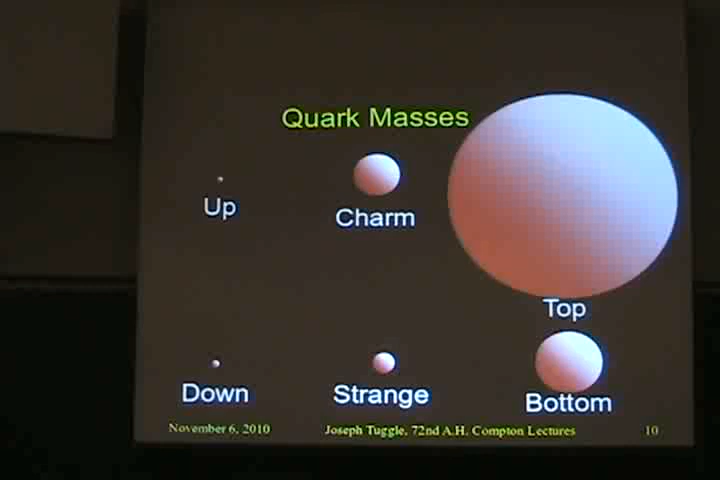 Quark Masses
Up
Charm
Top
Down
Strange
Bottom
November 6, 2010
Joseph Tuggle, 72nd A.H. Compton Lectures
10